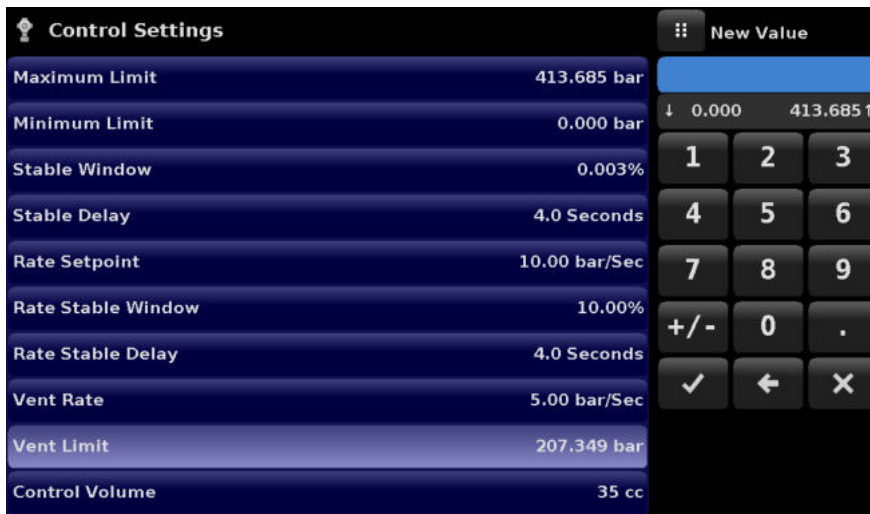 Control Settings
Maximum Limit 413.685 bar
Minimum Limit 0.000 bar
Stable Window 0.003%
Stable Delay 4.0 Seconds
Rate Setpoint 10.00 bar/Sec
Rate Stable Window 10.00%
Rate Stable Delay 4.0 Seconds
Vent Rate 5.00 bar/Sec
Vent Limit 207.349 bar
Control Volume 35 cc
New Value
↓ 0.000 413.685↑
1 2 3
4 5 6
7 8 9
+/- 0 .